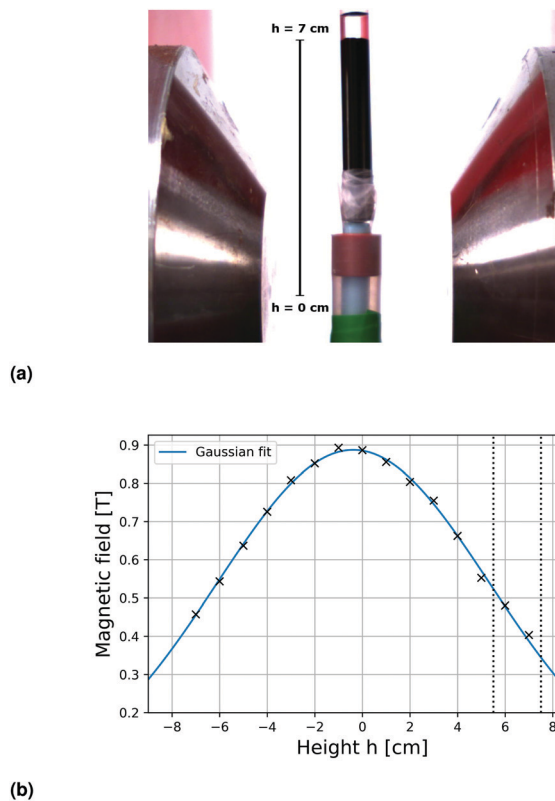 h = 7 cm
h = 0 cm
(a)
Gaussian fit
Magnetic field [T]
0.9
0.8
0.7
0.6
0.5
0.4
0.3
0.2
−8 −6 −4 −2 0 2 4 6 8
Height h [cm]
(b)